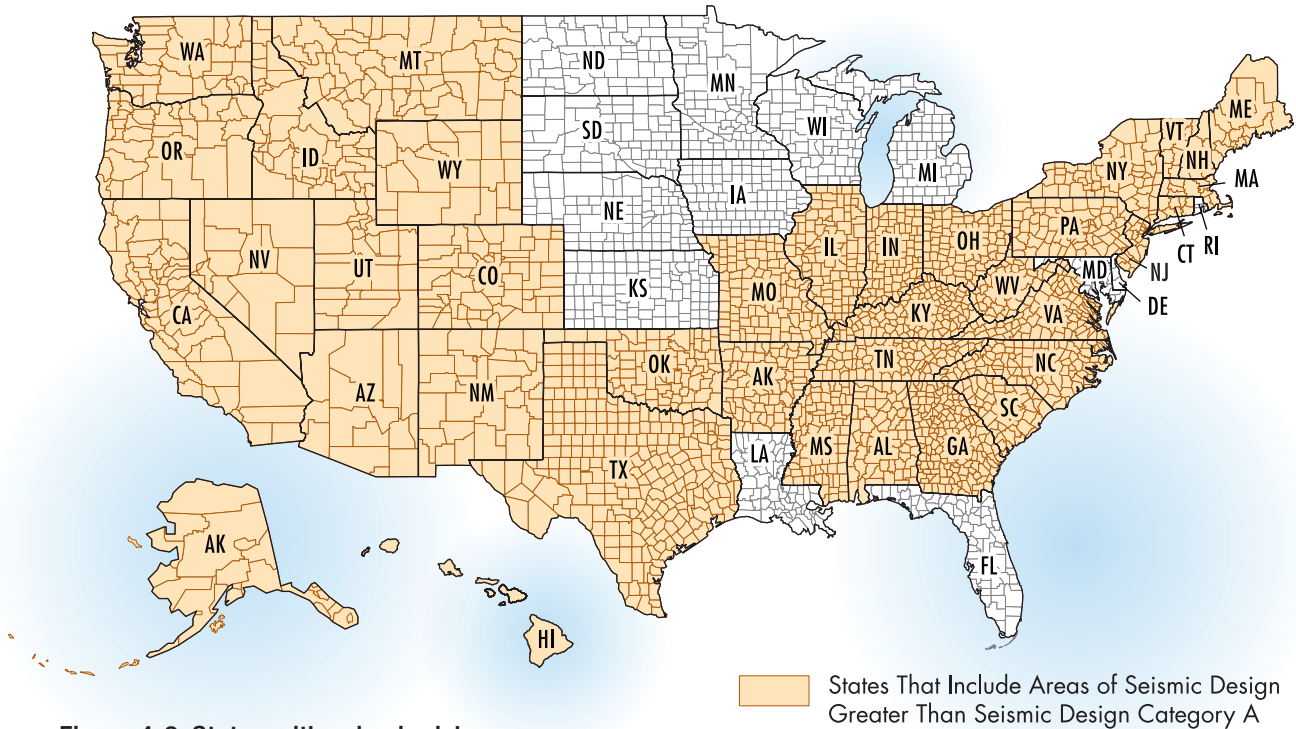 WA
MT
ND
MN
OR
ID
WY
SD
WI
MI
ME
VT
NH
NY
MA
NV
UT
CO
NE
IA
IL
IN
OH
PA
CT
RI
NJ
MD
DE
CA
KS
MO
KY
WV
VA
AZ
NM
OK
AK
TN
NC
SC
TX
LA
MS
AL
GA
FL
AK
HI
States That Include Areas of Seismic Design
Greater Than Seismic Design Category A
Figure States with